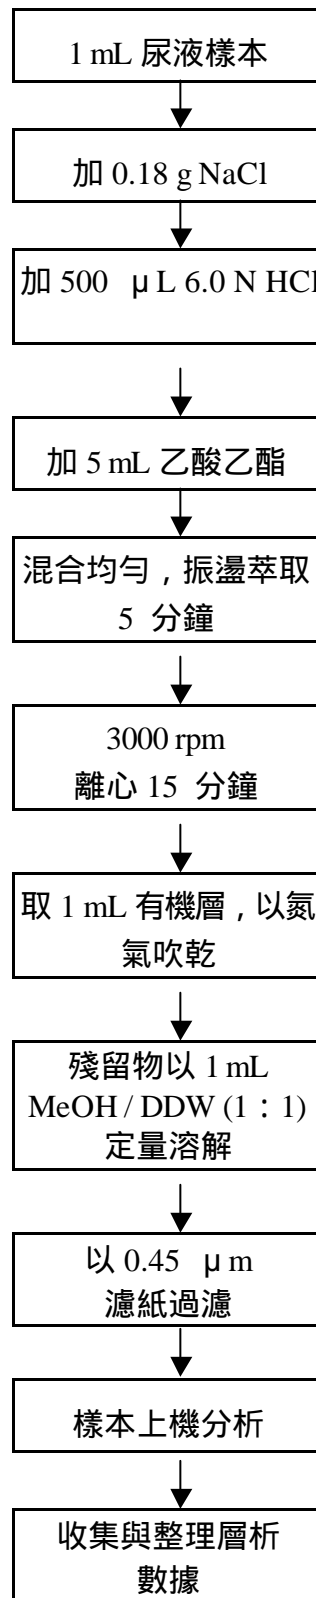 1 mL 尿液樣本
加 0.18 g NaCl
加 500 μL 6.0 N HCl
加 5 mL 乙酸乙酯
混合均勻，振盪萃取
5 分鐘
3000 rpm
離心 15 分鐘
取 1 mL 有機層，以氮
氣吹乾
殘留物以 1 mL
MeOH / DDW (1：1)
定量溶解
以 0.45 μm
濾紙過濾
樣本上機分析
收集與整理層析
數據